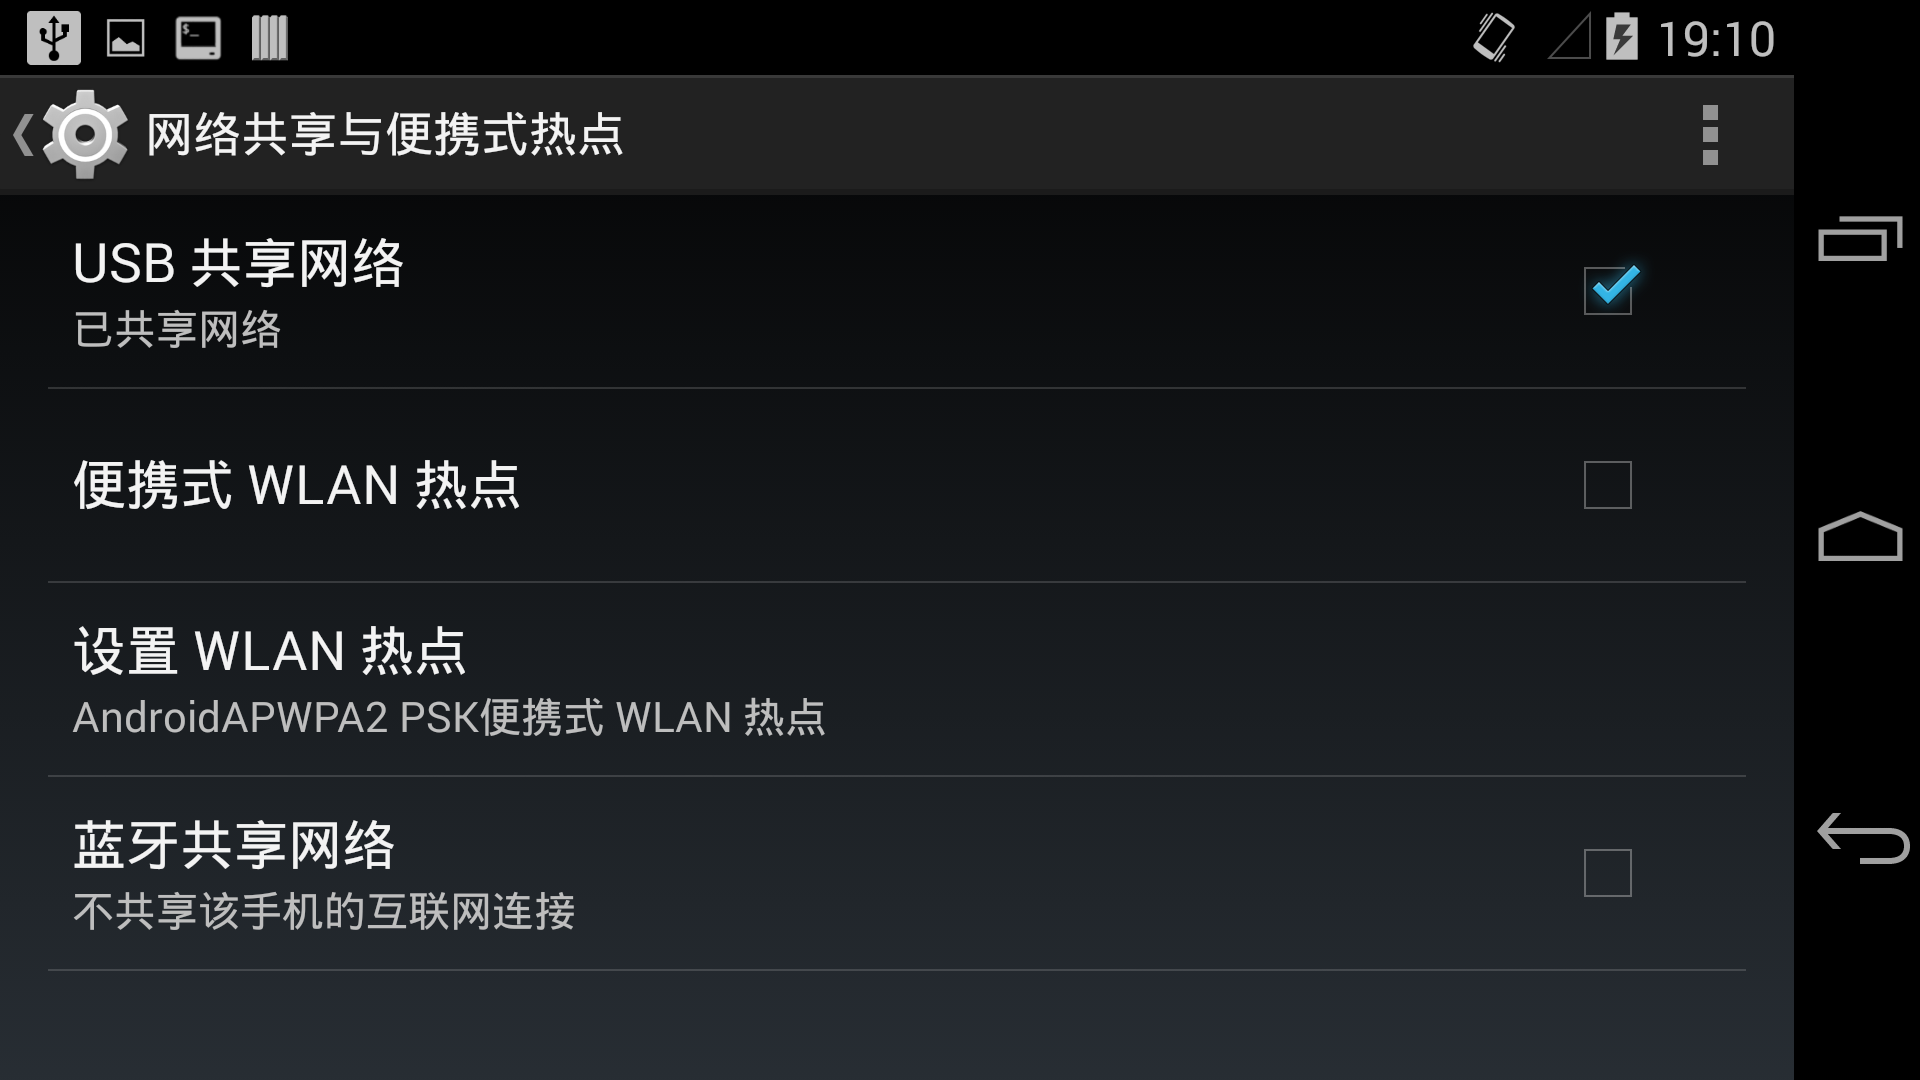 19:10
网络共享与便携式热点
USB 共享网络
已共享网络
便携式 WLAN 热点
设置 WLAN 热点
AndroidAPWPA2 PSK便携式 WLAN 热点
蓝牙共享网络
不共享该手机的互联网连接